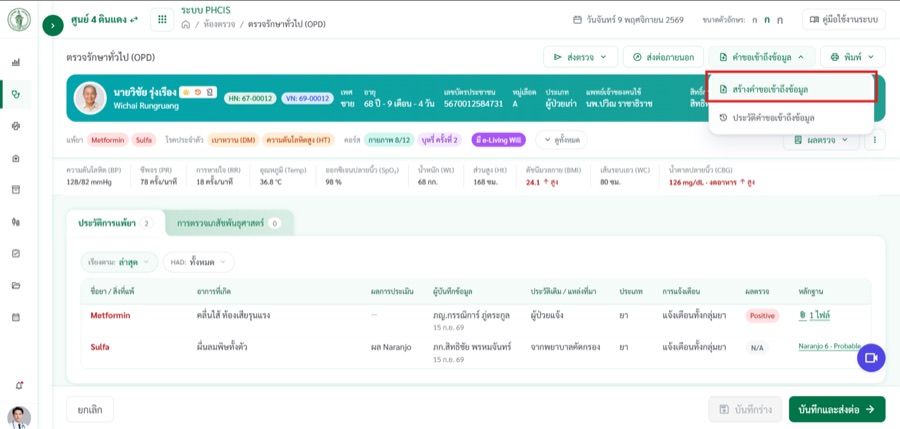 ศูนย์ 4 ดินแดง
ระบบ PHCIS
ห้องตรวจ / ตรวจรักษาทั่วไป (OPD)
วันจันทร์ 9 พฤศจิกายน 2569
ขนาดตัวอักษร: ก ก ก
คู่มือใช้งานระบบ
ตรวจรักษาทั่วไป (OPD)
ส่งตรวจ
ส่งต่อภายนอก
คำขอเข้าถึงข้อมูล
พิมพ์
สร้างคำขอเข้าถึงข้อมูล
ประวัติคำขอเข้าถึงข้อมูล
นายวิชัย รุ่งเรือง
Wichai Rungruang
HN: 67-00012
VN: 69-00012
เพศ อายุ เลขบัตรประชาชน หมู่เลือด ประเภท แพทย์เจ้าของคนไข้
ชาย 68 ปี - 9 เดือน - 4 วัน 5670012584731 A ผู้ป่วยเก่า นพ.ปวิณ ราชาธิราช
แพ้ยา Metformin Sulfa โรคประจำตัว เบาหวาน (DM) ความดันโลหิตสูง (HT) คอร์ส กายภาพ 8/12 บุหรี่ ครั้งที่ 2 มี e-Living Will ดูทั้งหมด
ผลตรวจ
ความดันโลหิต (BP) ชีพจร (PR) การหายใจ (RR) อุณหภูมิ (Temp) ออกซิเจนปลายนิ้ว (SpO₂) น้ำหนัก (Wt) ส่วนสูง (Ht) ดัชนีมวลกาย (BMI) เส้นรอบเอว (WC) น้ำตาลปลายนิ้ว (CBG)
128/82 mmHg 78 ครั้ง/นาที 18 ครั้ง/นาที 36.8 °C 98 % 68 กก. 168 ซม. 24.1 ↑ สูง 80 ซม. 126 mg/dL · งดอาหาร ↑ สูง
ประวัติการแพ้ยา 2
การตรวจเภสัชพันธุศาสตร์ 0
เรียงตาม: ล่าสุด
HAD: ทั้งหมด
ชื่อยา / สิ่งที่แพ้ อาการที่เกิด ผลการประเมิน ผู้บันทึกข้อมูล ประวัติเดิม / แหล่งที่มา ประเภท การแจ้งเตือน ผลตรวจ หลักฐาน
Metformin คลื่นไส้ ท้องเสียรุนแรง — ภญ.กรรณิการ์ ภู่ตระกูล ผู้ป่วยแจ้ง ยา แจ้งเตือนทั้งกลุ่มยา Positive 1 ไฟล์
15 ก.ย. 69
Sulfa ผื่นลมพิษทั้งตัว ผล Naranjo ภก.สิทธิชัย พรหมจันทร์ จากพยาบาลคัดกรอง ยา แจ้งเตือนทั้งกลุ่มยา N/A Naranjo 6 - Probable
15 ก.ย. 69
ยกเลิก
บันทึกร่าง
บันทึกและส่งต่อ